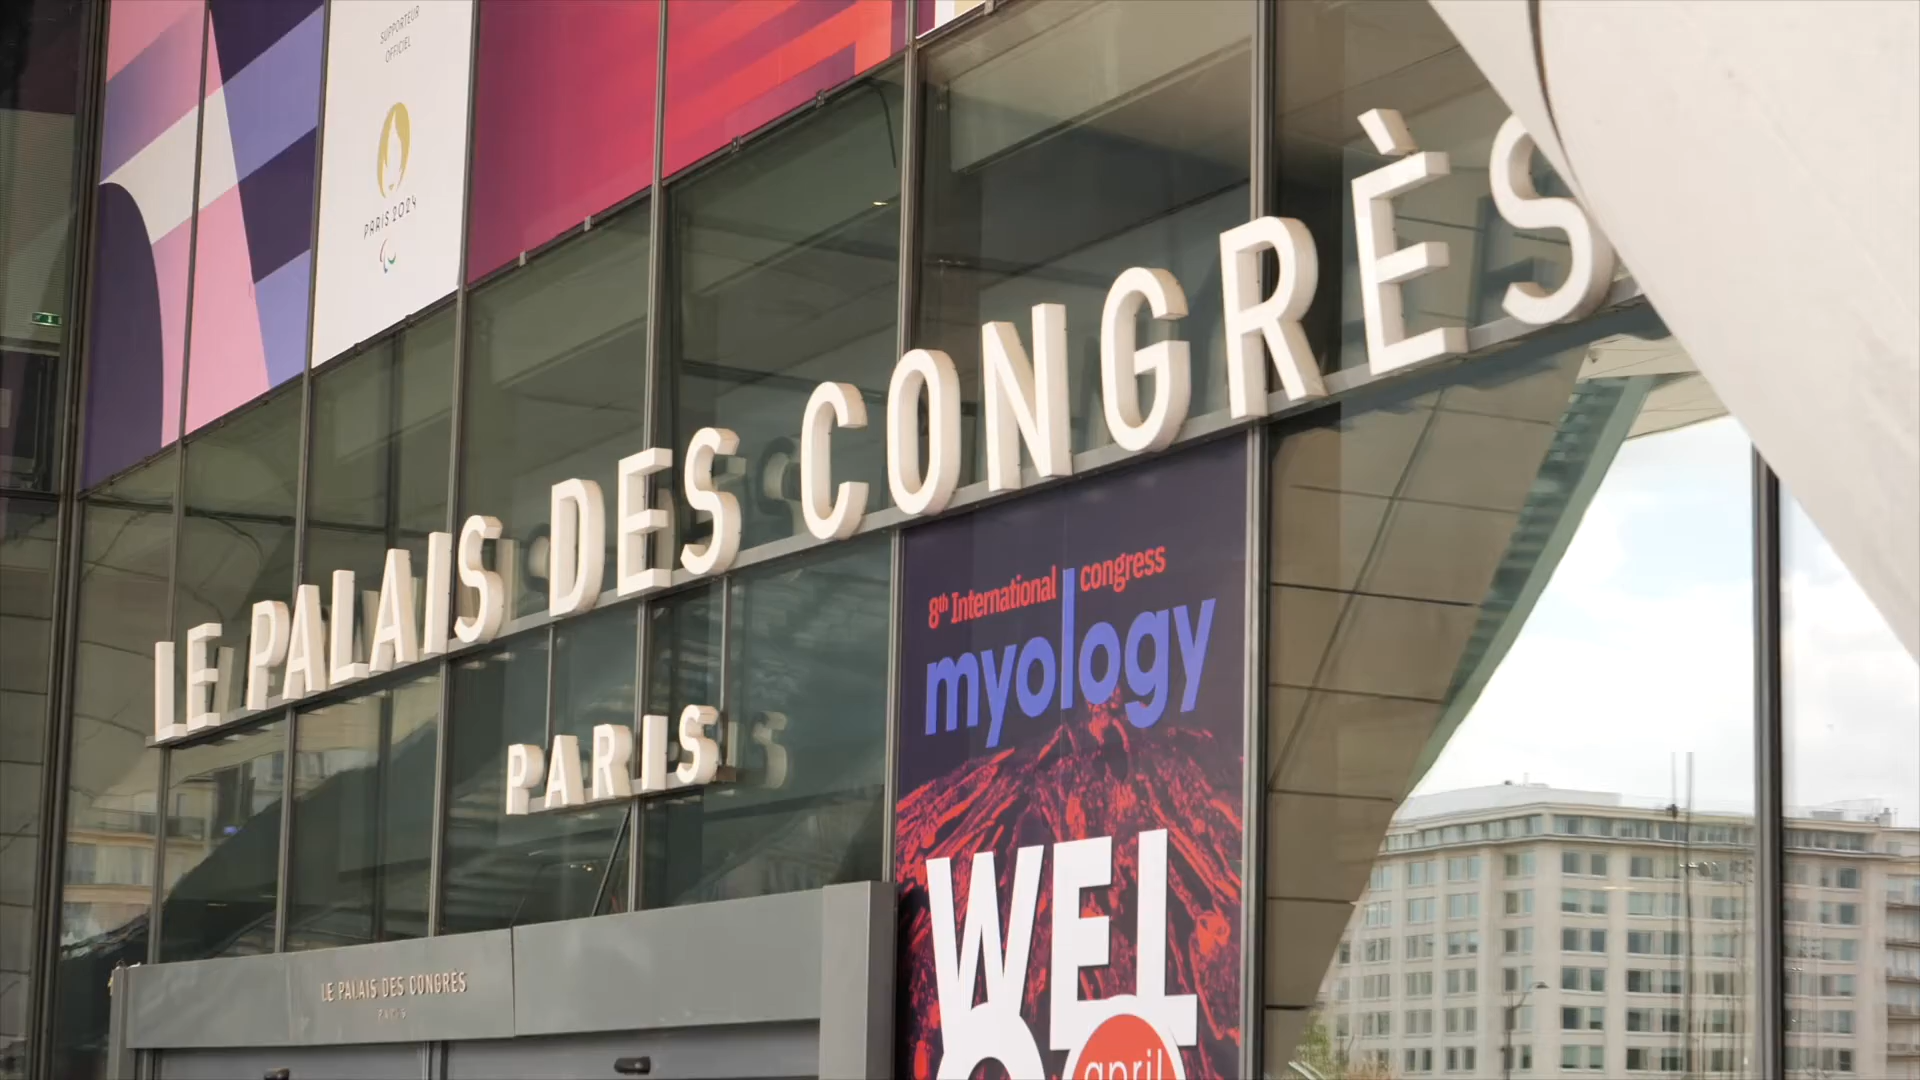 SUPPORTEUR
OFFICIEL
PARIS 2024
LE PALAIS DES CONGRÈS
PARIS
8th International congress
myology
WEL
april
LE PALAIS DES CONGRÈS
PARIS